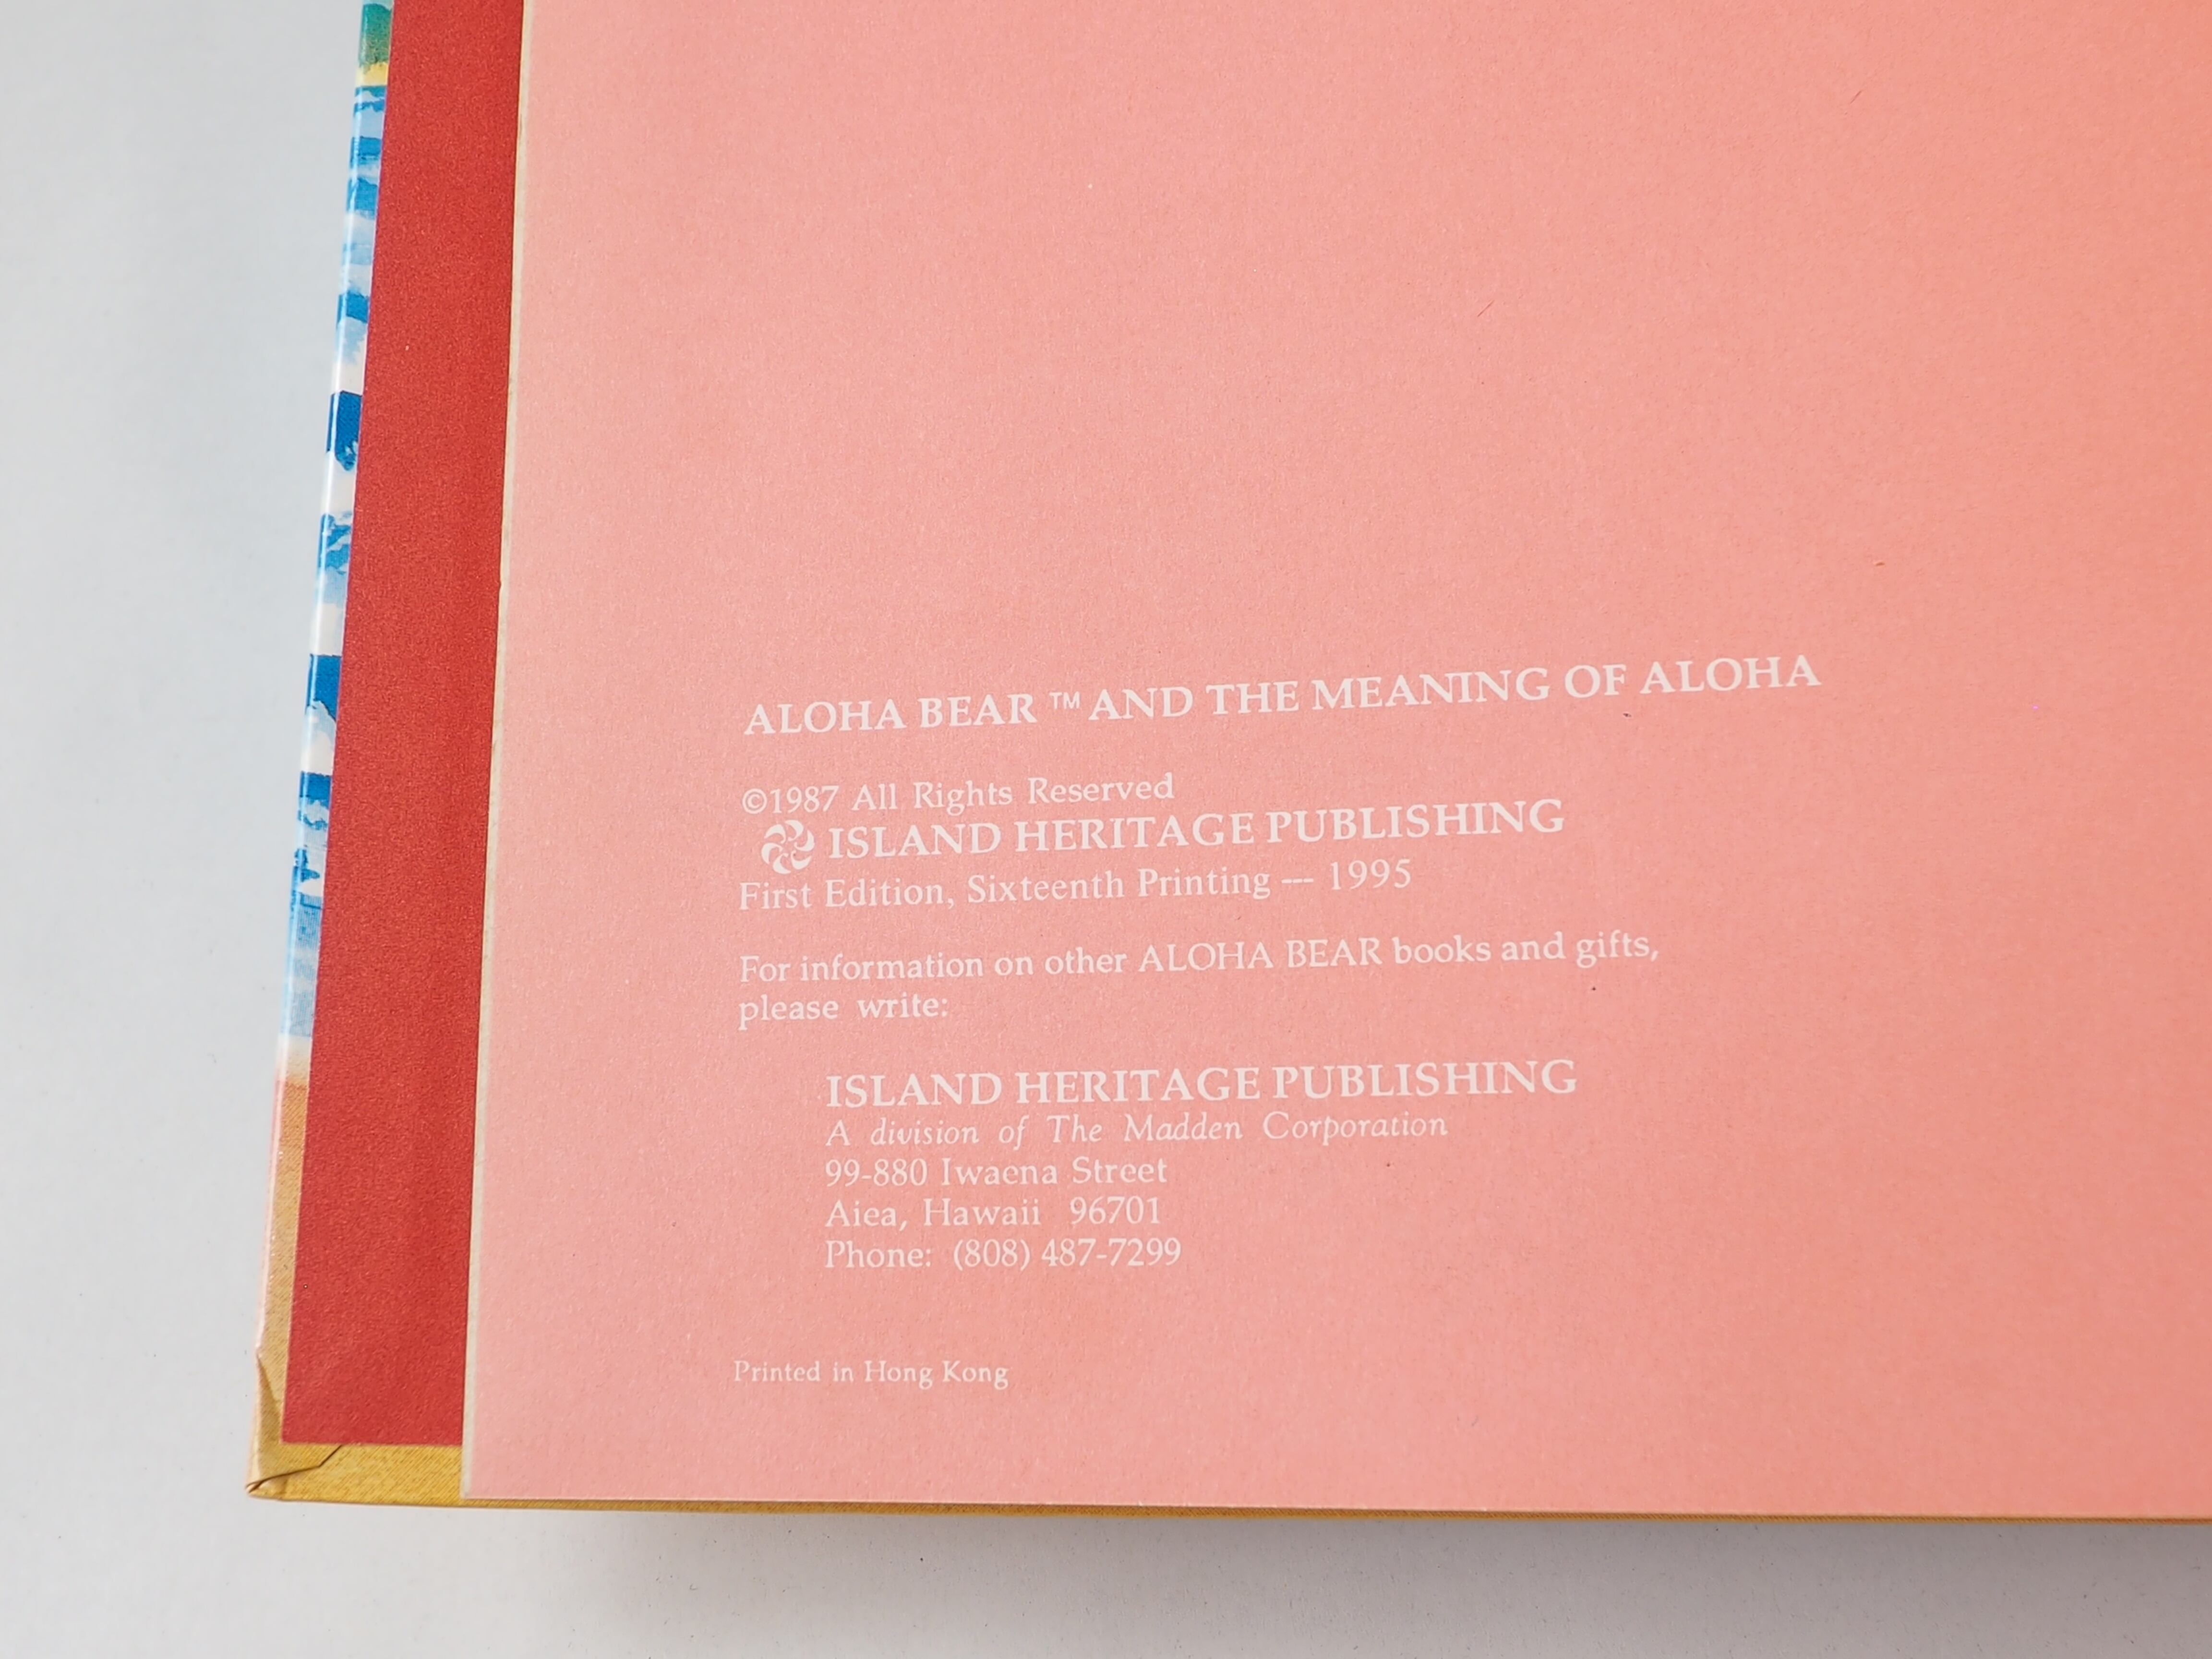 ALOHA BEAR ™ AND THE MEANING OF ALOHA
©1987 All Rights Reserved
ISLAND HERITAGE PUBLISHING
First Edition, Sixteenth Printing — 1995
For information on other ALOHA BEAR books and gifts,
please write:
ISLAND HERITAGE PUBLISHING
A division of The Madden Corporation
99-880 Iwaena Street
Aiea, Hawaii 96701
Phone: (808) 487-7299
Printed in Hong Kong